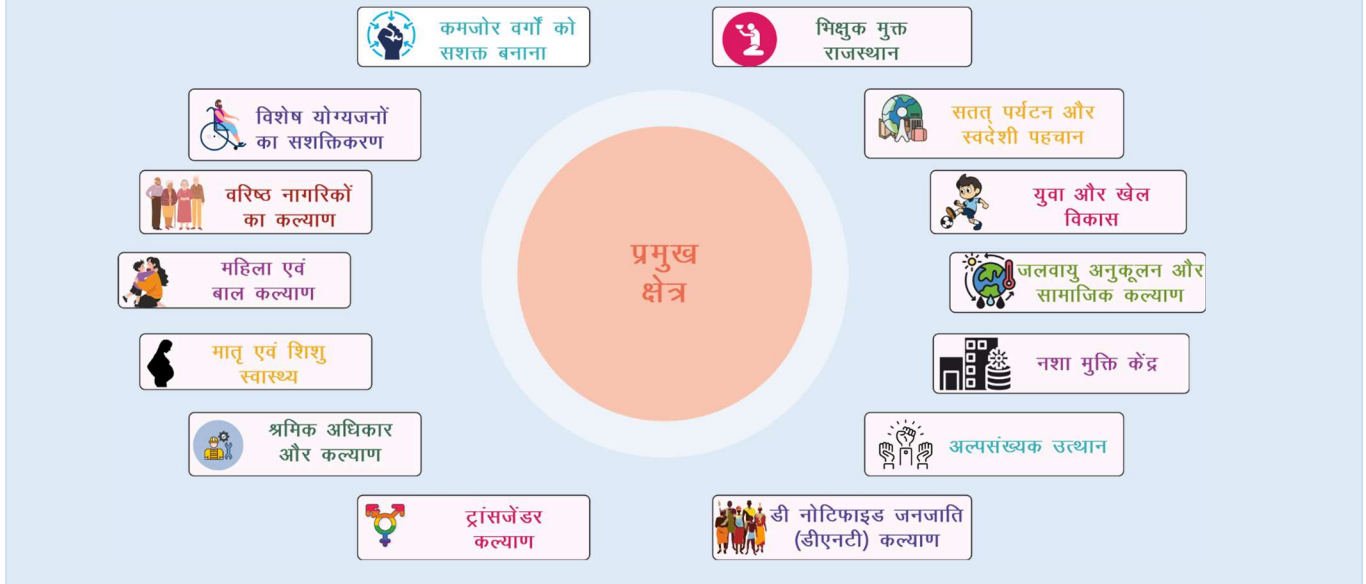 कमजोर वर्गों को
सशक्त बनाना
भिक्षुक मुक्त
राजस्थान
विशेष योग्यजनों
का सशक्तिकरण
सतत् पर्यटन और
स्वदेशी पहचान
वरिष्ठ नागरिकों
का कल्याण
युवा और खेल
विकास
प्रमुख
क्षेत्र
महिला एवं
बाल कल्याण
जलवायु अनुकूलन और
सामाजिक कल्याण
मातृ एवं शिशु
स्वास्थ्य
नशा मुक्ति केंद्र
श्रमिक अधिकार
और कल्याण
अल्पसंख्यक उत्थान
ट्रांसजेंडर
कल्याण
डी नोटिफाइड जनजाति
(डीएनटी) कल्याण